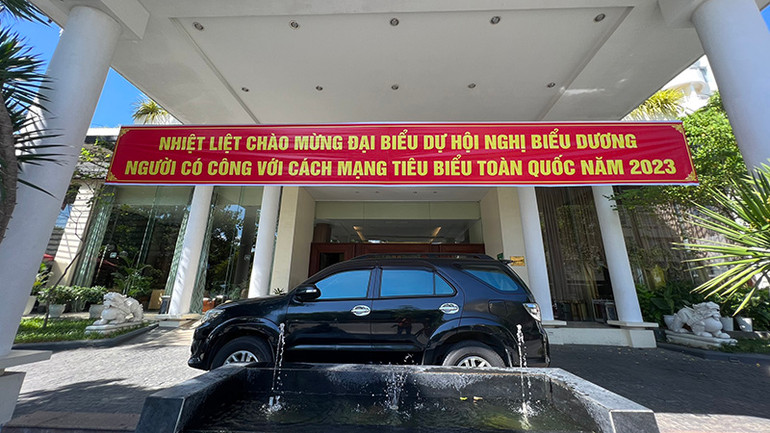 NHIỆT LIỆT CHÀO MỪNG ĐẠI BIỂU DỰ HỘI NGHỊ BIỂU DƯƠNG
NGƯỜI CÓ CÔNG VỚI CÁCH MẠNG TIÊU BIỂU TOÀN QUỐC NĂM 2023